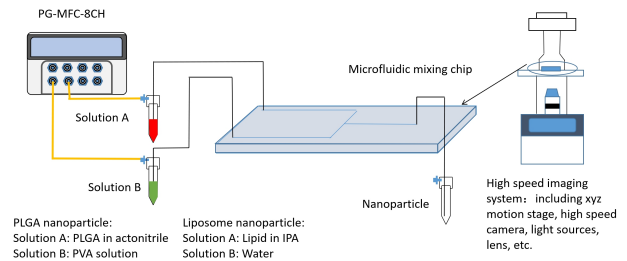 PG-MFC-8CH
Microfluidic mixing chip
Solution A
Solution B
Nanoparticle
High speed imaging
system: including xyz
motion stage, high speed
camera, light sources,
lens, etc.
PLGA nanoparticle:
Solution A: PLGA in actonitrile
Solution B: PVA solution
Liposome nanoparticle:
Solution A: Lipid in IPA
Solution B: Water